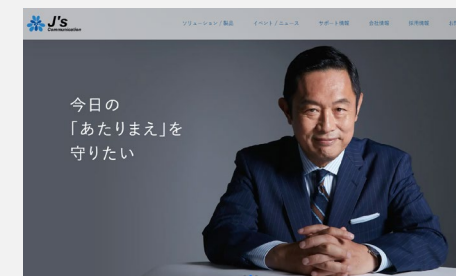 J's
Communication
ソリューション / 製品
イベント / ニュース
サポート情報
会社情報
採用情報
今日の
「あたりまえ」を
守りたい